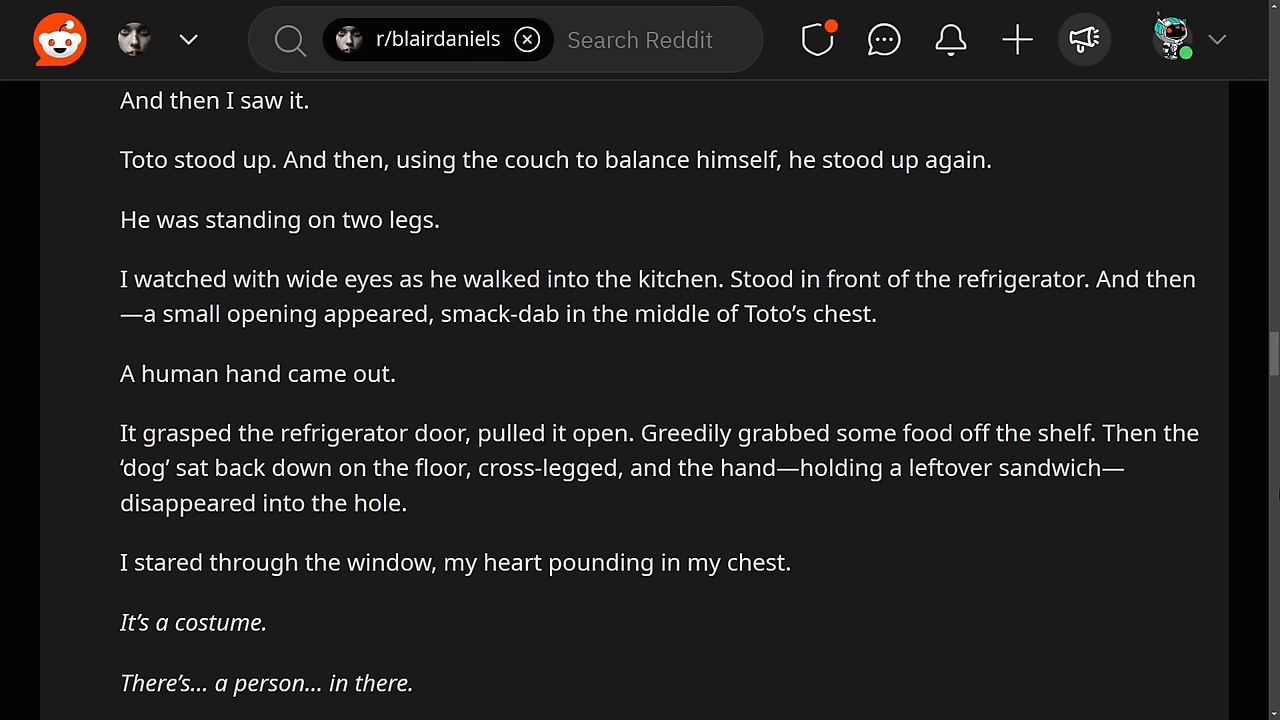 r/blairdaniels
Search Reddit
And then I saw it.
Toto stood up. And then, using the couch to balance himself, he stood up again.
He was standing on two legs.
I watched with wide eyes as he walked into the kitchen. Stood in front of the refrigerator. And then
—a small opening appeared, smack-dab in the middle of Toto’s chest.
A human hand came out.
It grasped the refrigerator door, pulled it open. Greedily grabbed some food off the shelf. Then the
‘dog’ sat back down on the floor, cross-legged, and the hand—holding a leftover sandwich—
disappeared into the hole.
I stared through the window, my heart pounding in my chest.
It’s a costume.
There’s... a person... in there.